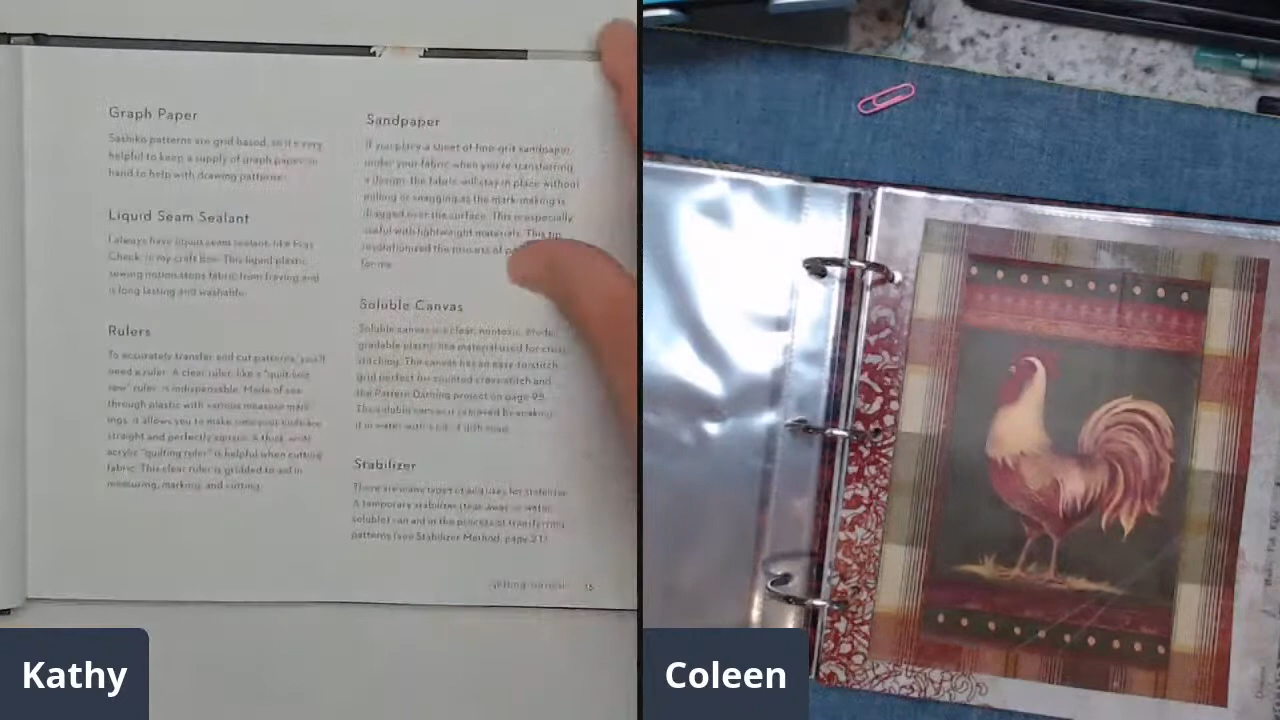 Graph Paper
Sashiko patterns are grid based, so it's very
helpful to keep a supply of graph paper on
hand to help with drawing patterns.
Liquid Seam Sealant
I always have liquid seam sealant, like Fray
Check, in my craft box. This liquid plastic
sewing notion stops fabric from fraying and
is long lasting and washable.
Rulers
To accurately transfer and cut patterns, you'll
need a ruler. A clear ruler, like a "quilt and
sew" ruler, is indispensable. Made of see-
through plastic with various measure mark-
ings, it allows you to make sure your lines are
straight and perfectly square. A thick, wide
acrylic "quilting ruler" is helpful when cutting
fabric. This clear ruler is gridded to aid in
measuring, marking, and cutting.
Sandpaper
If you place a sheet of fine-grit sandpaper
under your fabric when you're transferring
a design, the fabric will stay in place without
pulling or snagging as the mark-making is
dragged over the surface. This is especially
useful with lightweight materials. This tip
revolutionized the process of
for me.
Soluble Canvas
Soluble canvas is a clear, nontoxic, biode-
gradable plastic-like material used for cross-
stitching. The canvas has an easy-to-stitch
grid perfect for counted cross-stitch and
the Pattern Darning project on page 99.
The soluble canvas is removed by soaking
it in water with a bit of dish soap.
Stabilizer
There are many types of and uses for stabilizer.
A temporary stabilizer (tear-away or water
soluble) can aid in the process of transferring
patterns (see Stabilizer Method, page 21).
getting started 15
Kathy
Coleen